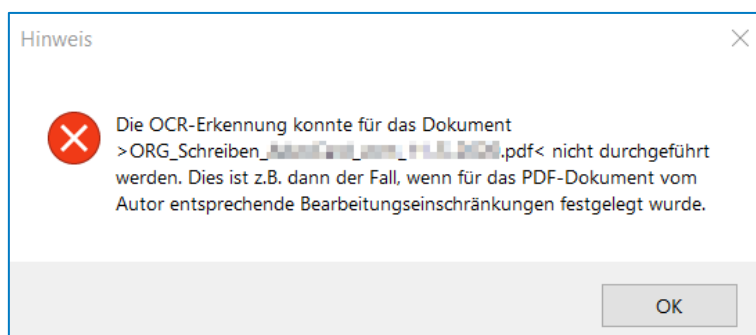 Hinweis
Die OCR-Erkennung konnte für das Dokument
>ORG_Schreiben_ .pdf< nicht durchgeführt
werden. Dies ist z.B. dann der Fall, wenn für das PDF-Dokument vom
Autor entsprechende Bearbeitungseinschränkungen festgelegt wurde.
OK